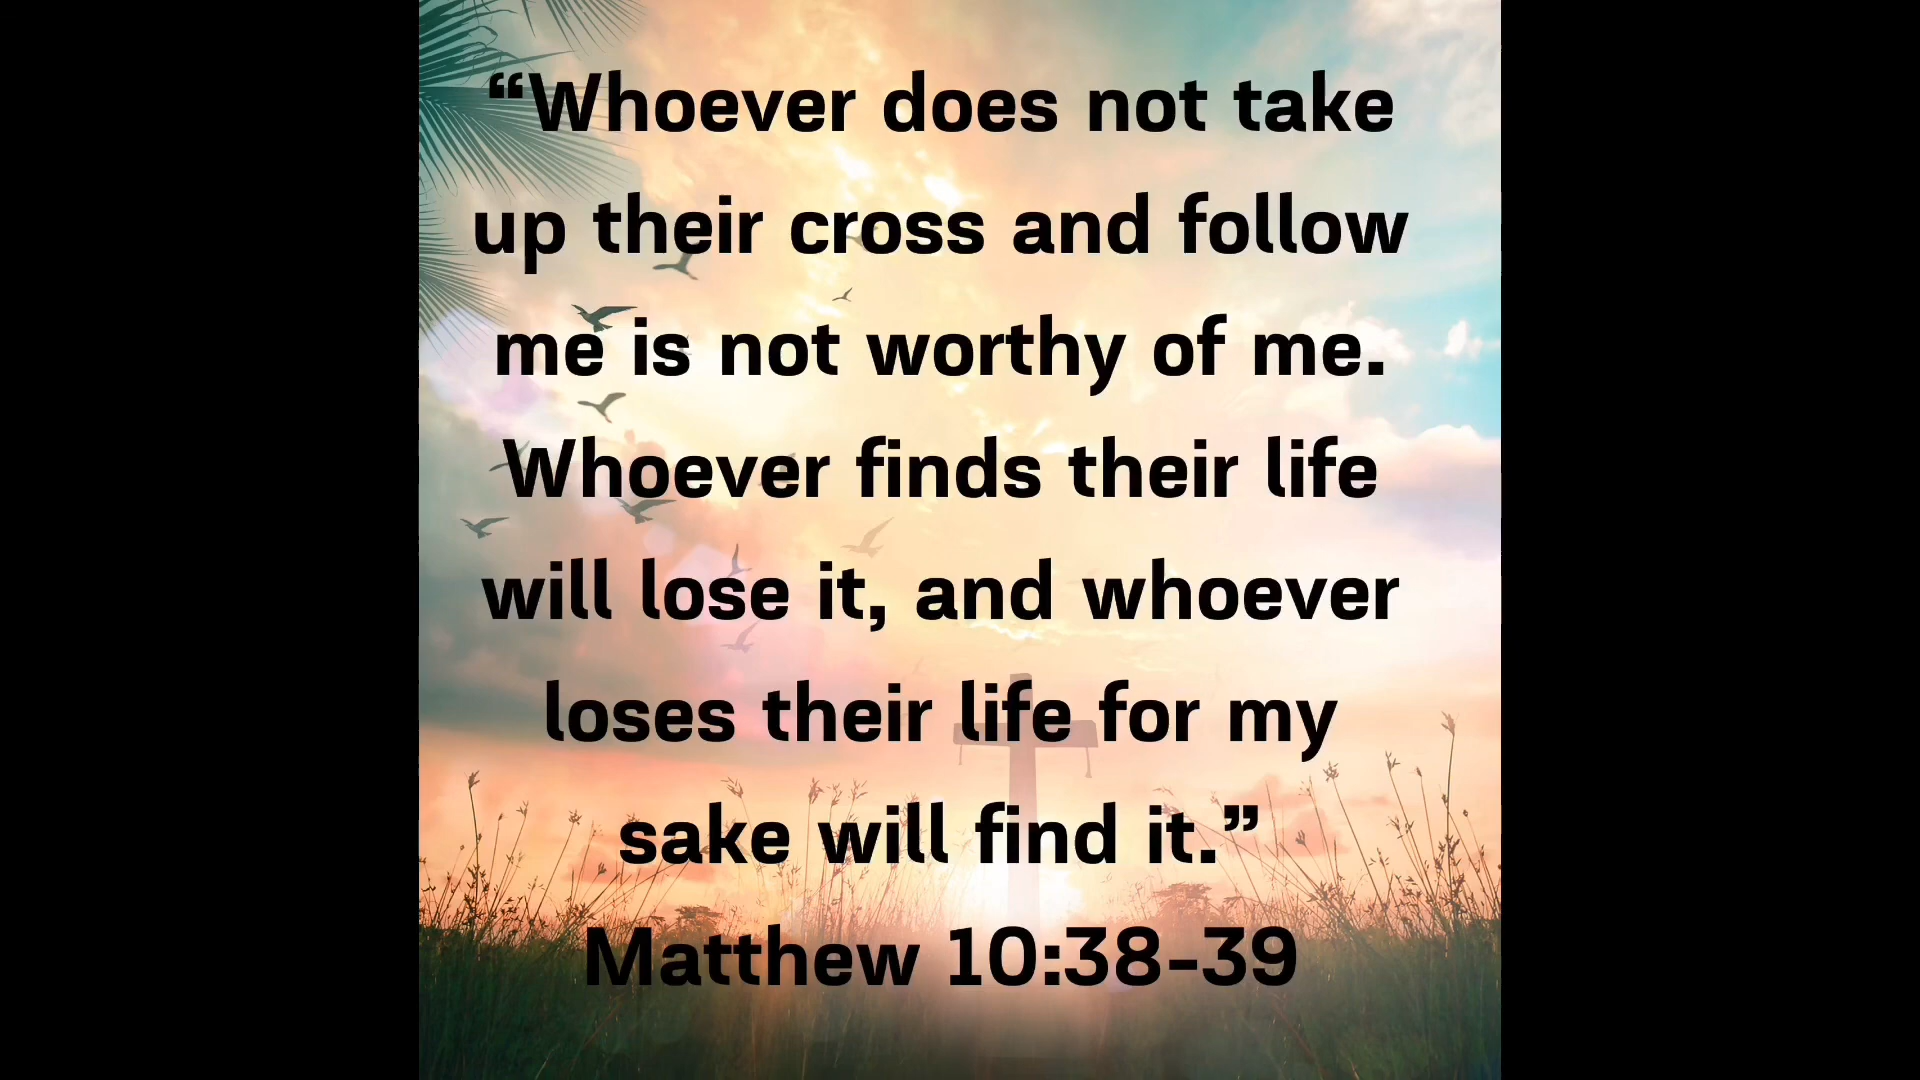 “Whoever does not take
up their cross and follow
me is not worthy of me.
Whoever finds their life
will lose it, and whoever
loses their life for my
sake will find it.”
Matthew 10:38-39